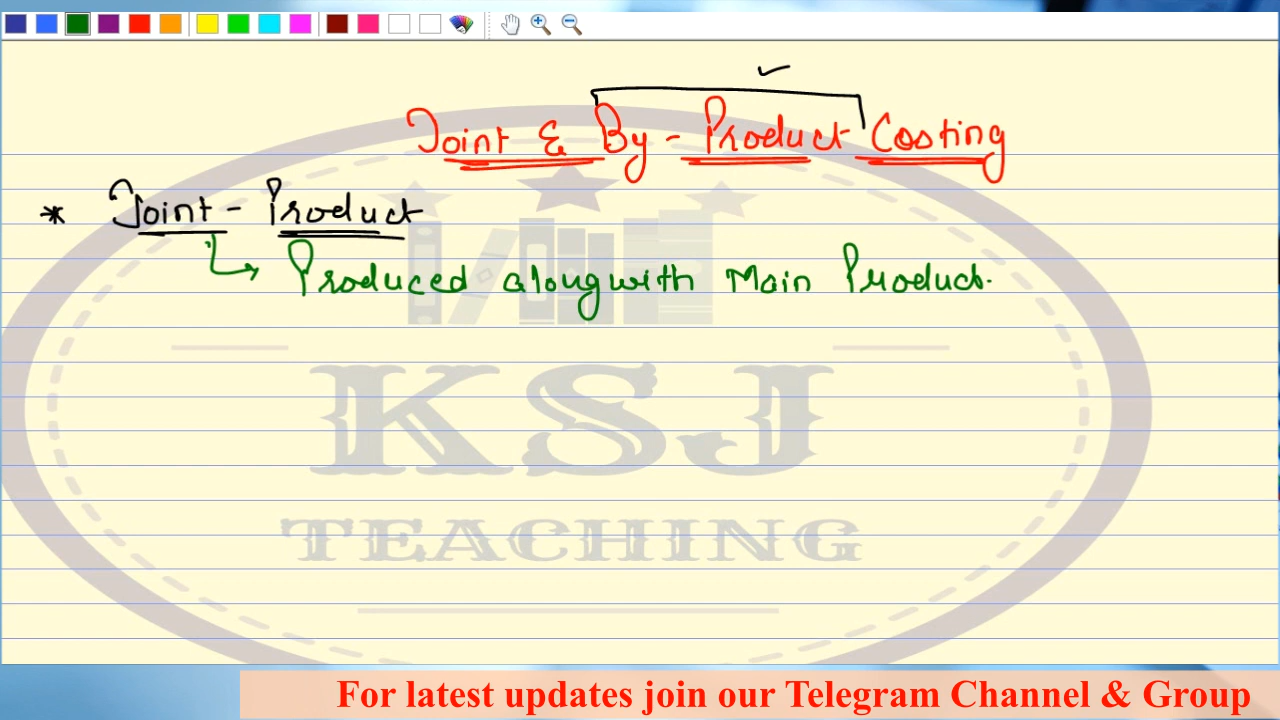 Joint & By - Product Costing
* Joint - Product
Produced alongwith Main Product.
KSJ
TEACHING
For latest updates join our Telegram Channel & Group